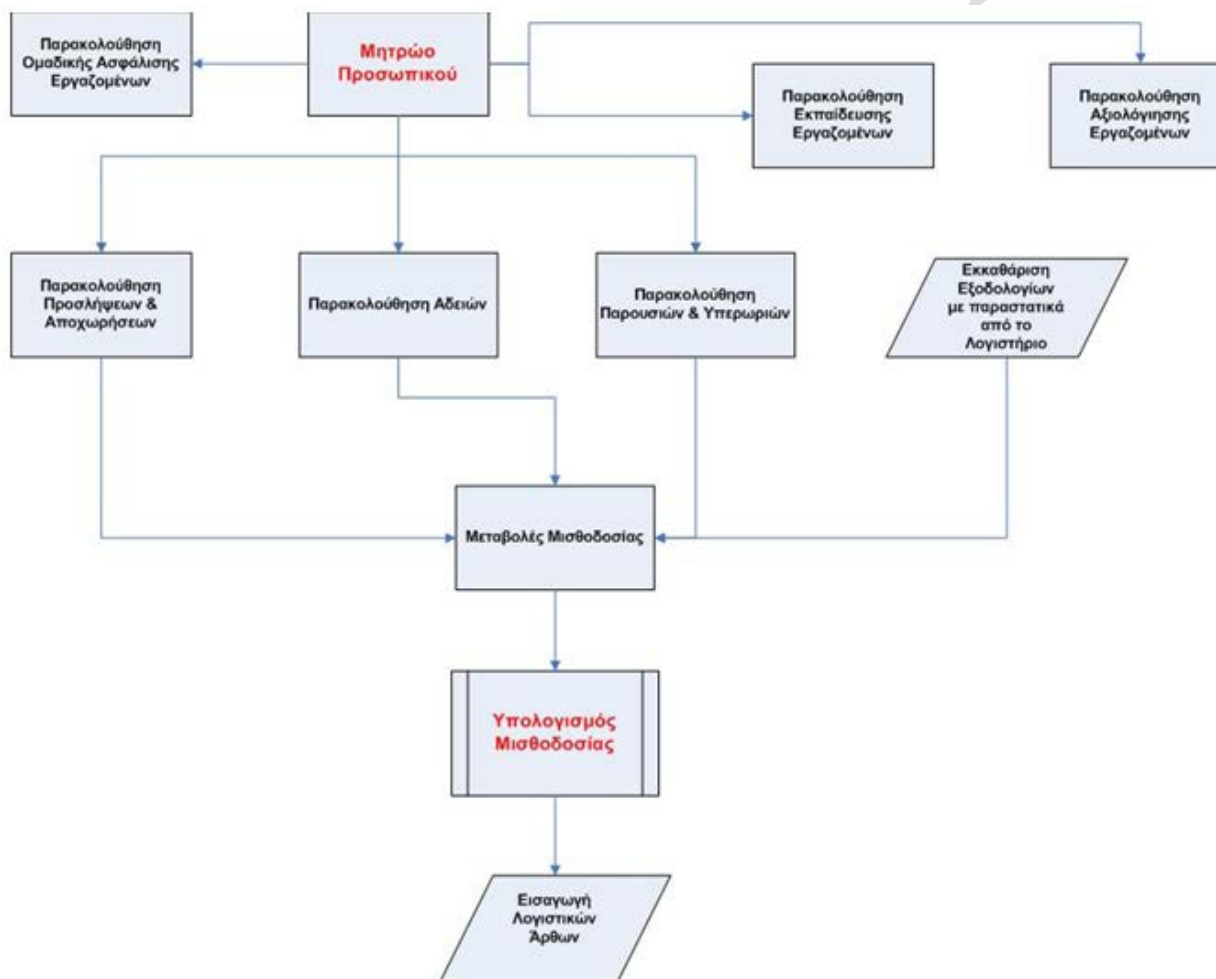 Παρακολούθηση
Ομαδικής Ασφάλισης
Εργαζομένων
Μητρώο
Προσωπικού
Παρακολούθηση
Εκπαίδευσης
Εργαζομένων
Παρακολούθηση
Αξιολόγιησης
Εργαζομένων
Παρακολούθηση
Προσλήψεων &
Αποχωρήσεων
Παρακολούθηση Αδειών
Παρακολούθηση
Παρουσιών & Υπερωριών
Εκκαθάριση
Εξοδολογίων
με παραστατικά
από το
Λογιστήριο
Μεταβολές Μισθοδοσίας
Υπολογισμός
Μισθοδοσίας
Εισαγωγή
Λογιστικών
Άρθων